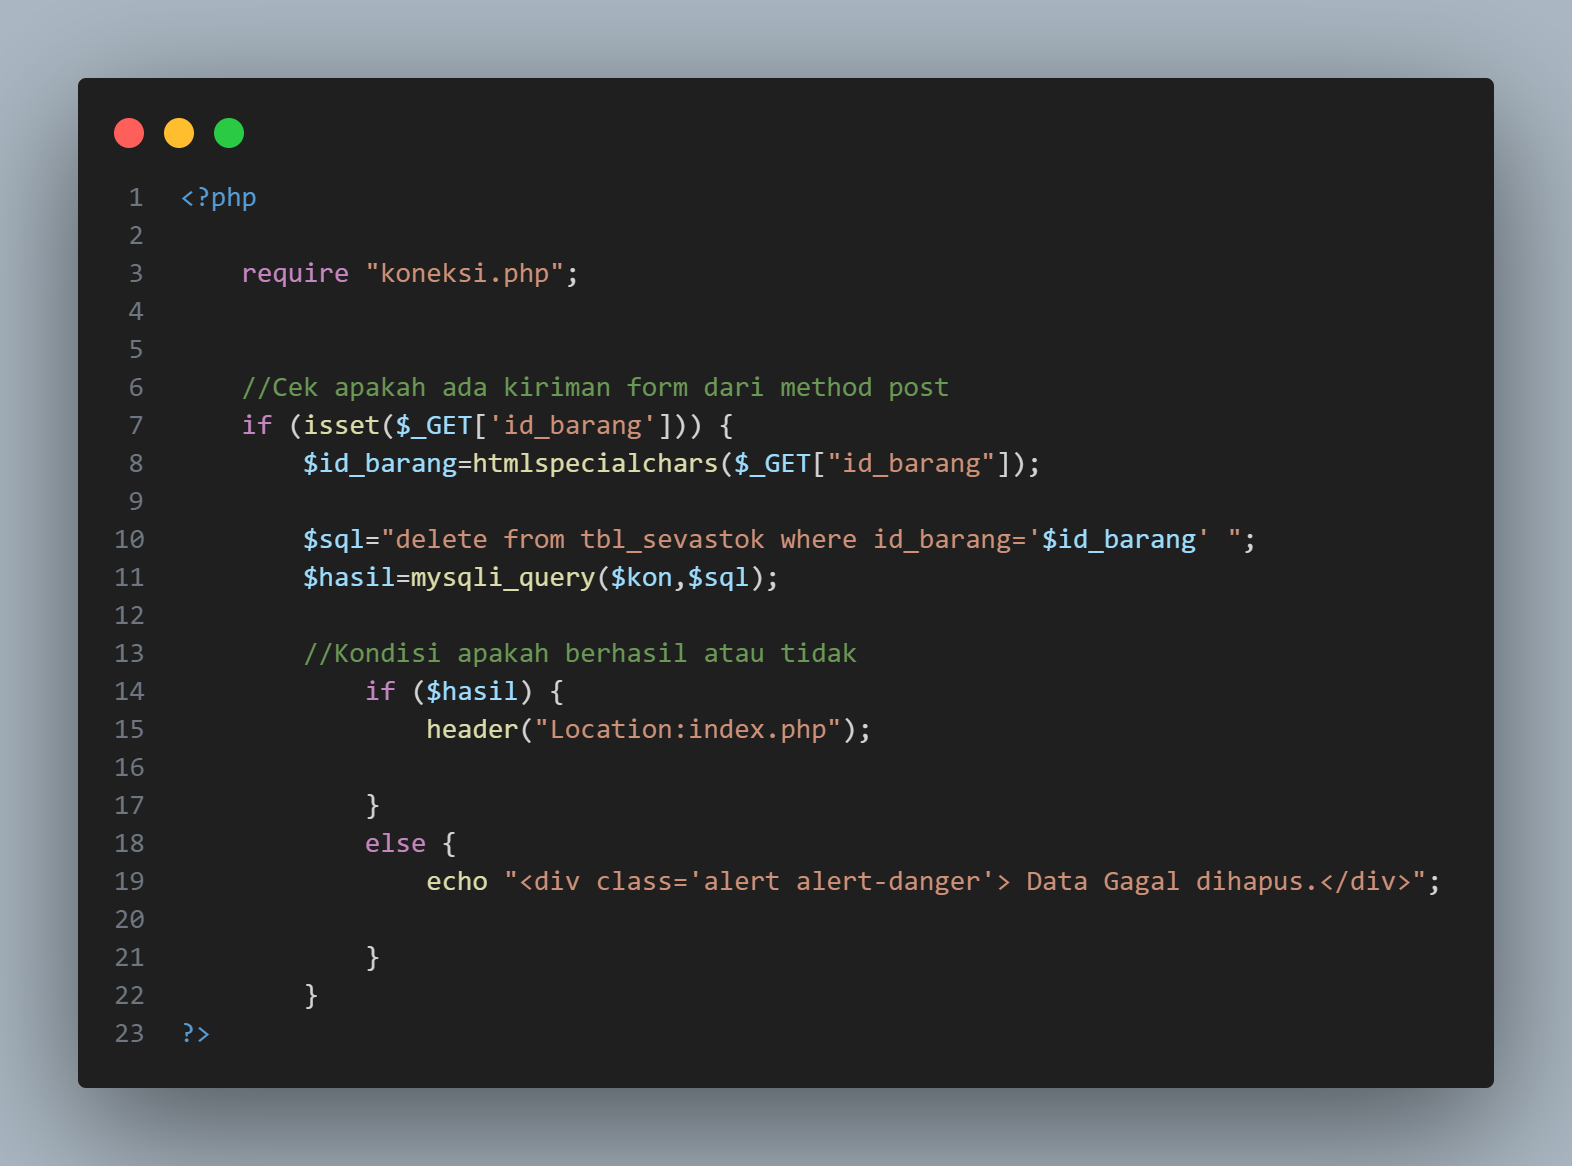 1 <?php
2
3     require "koneksi.php";
4
5
6     //Cek apakah ada kiriman form dari method post
7     if (isset($_GET['id_barang'])) {
8         $id_barang=htmlspecialchars($_GET["id_barang"]);
9
10         $sql="delete from tbl_sevastok where id_barang='$id_barang' ";
11         $hasil=mysqli_query($kon,$sql);
12
13         //Kondisi apakah berhasil atau tidak
14             if ($hasil) {
15                 header("Location:index.php");
16
17             }
18             else {
19                 echo "<div class='alert alert-danger'> Data Gagal dihapus.</div>";
20
21             }
22         }
23 ?>